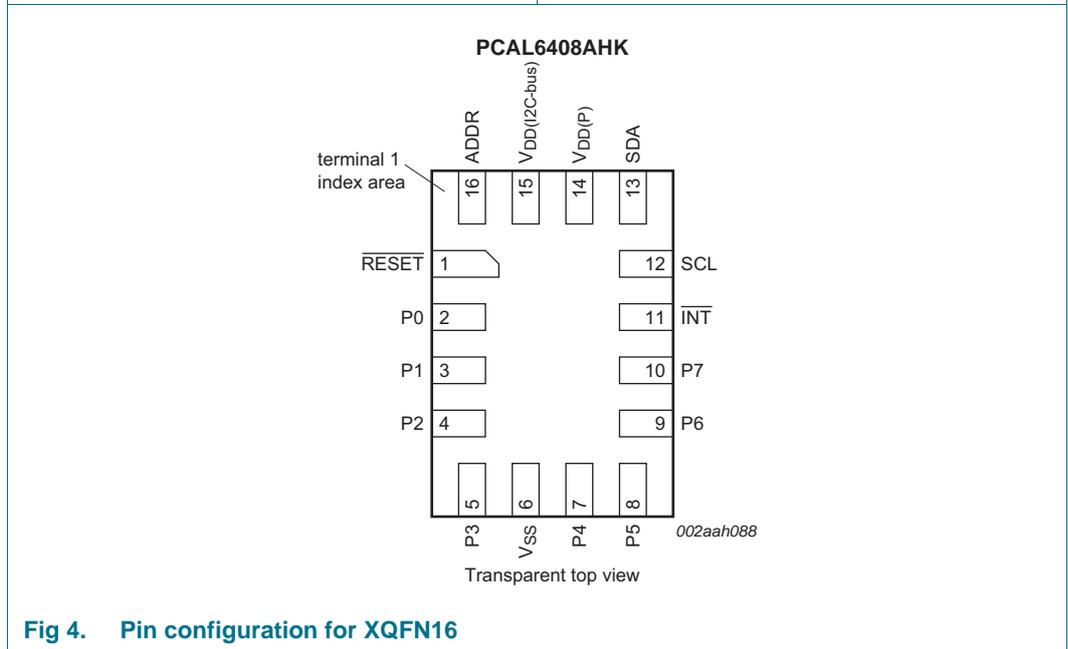 PCAL6408AHK
terminal 1
index area
ADDR
VDD(I2C-bus)
VDD(P)
SDA
16
15
14
13
RESET 1
12 SCL
P0 2
11 INT
P1 3
10 P7
P2 4
9 P6
5
6
7
8
P3
VSS
P4
P5
002aah088
Transparent top view
Fig 4. Pin configuration for XQFN16